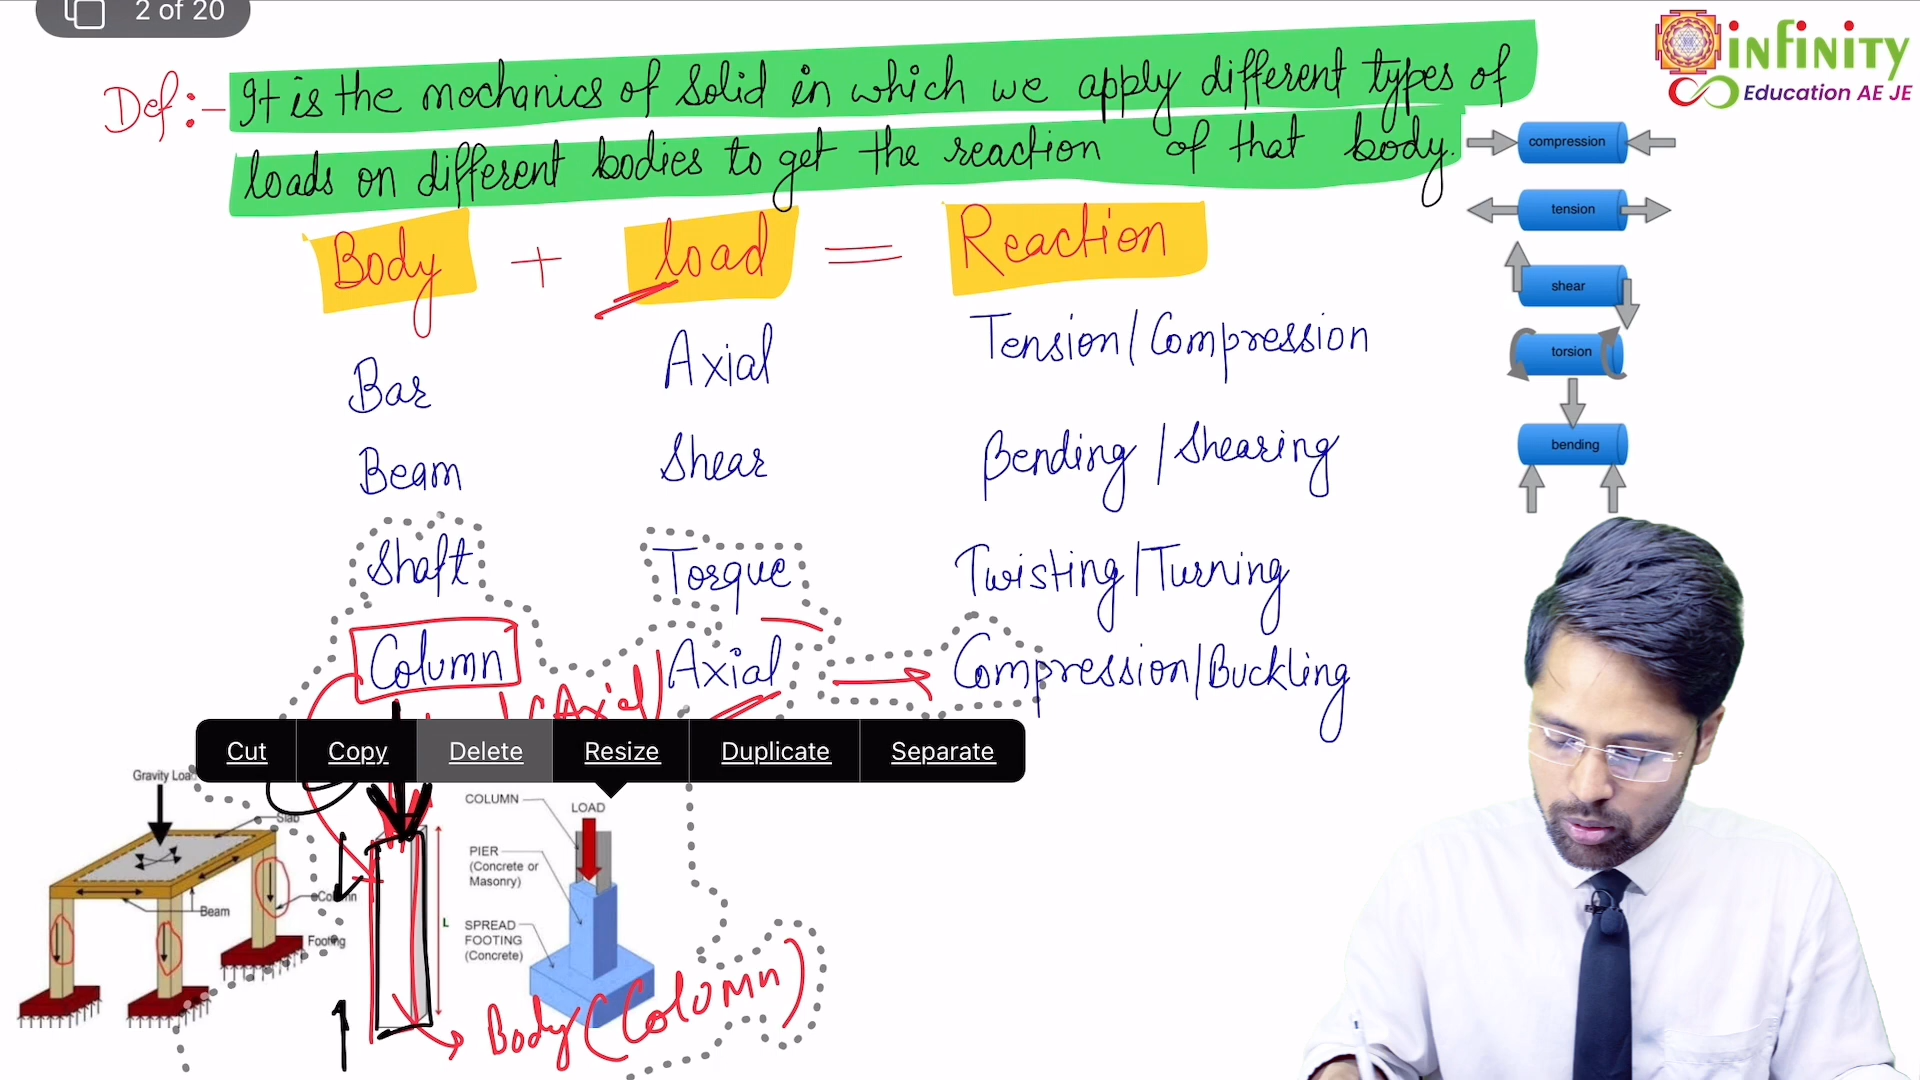 2 of 20
infinity
Education AE JE
Def:- It is the mechanics of Solid in which we apply different types of
loads on different bodies to get the reaction of that body.
compression
tension
shear
torsion
bending
Body + load = Reaction
Bar Axial Tension/Compression
Beam Shear Bending/Shearing
Shaft Torque Twisting/Turning
Column Axial Compression/Buckling
(Axial)
Cut Copy Delete Resize Duplicate Separate
Gravity Loa
Slab
Beam
Column
Footing
L
COLUMN
LOAD
PIER
(Concrete or
Masonry)
SPREAD
FOOTING
(Concrete)
Body (Column)